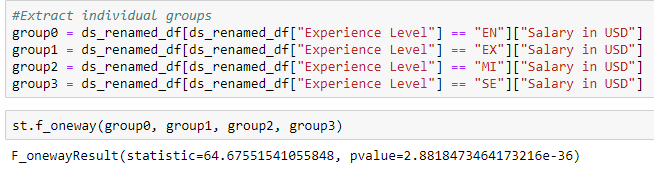 #Extract individual groups
group0 = ds_renamed_df[ds_renamed_df["Experience Level"] == "EN"]["Salary in USD"]
group1 = ds_renamed_df[ds_renamed_df["Experience Level"] == "EX"]["Salary in USD"]
group2 = ds_renamed_df[ds_renamed_df["Experience Level"] == "MI"]["Salary in USD"]
group3 = ds_renamed_df[ds_renamed_df["Experience Level"] == "SE"]["Salary in USD"]
st.f_oneway(group0, group1, group2, group3)
F_onewayResult(statistic=64.67551541055848, pvalue=2.8818473464173216e-36)